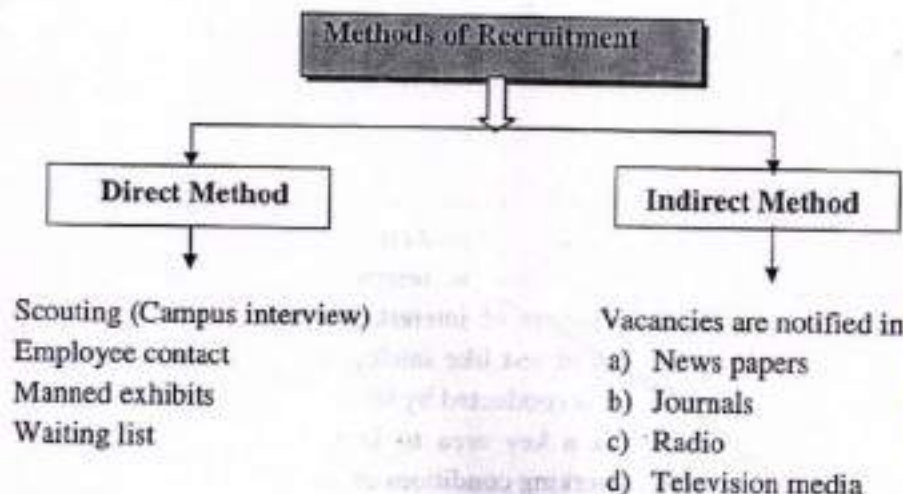 Methods of Recruitment
Direct Method
Indirect Method
Scouting (Campus interview)
Employee contact
Manned exhibits
Waiting list
Vacancies are notified in
a) News papers
b) Journals
c) Radio
d) Television media